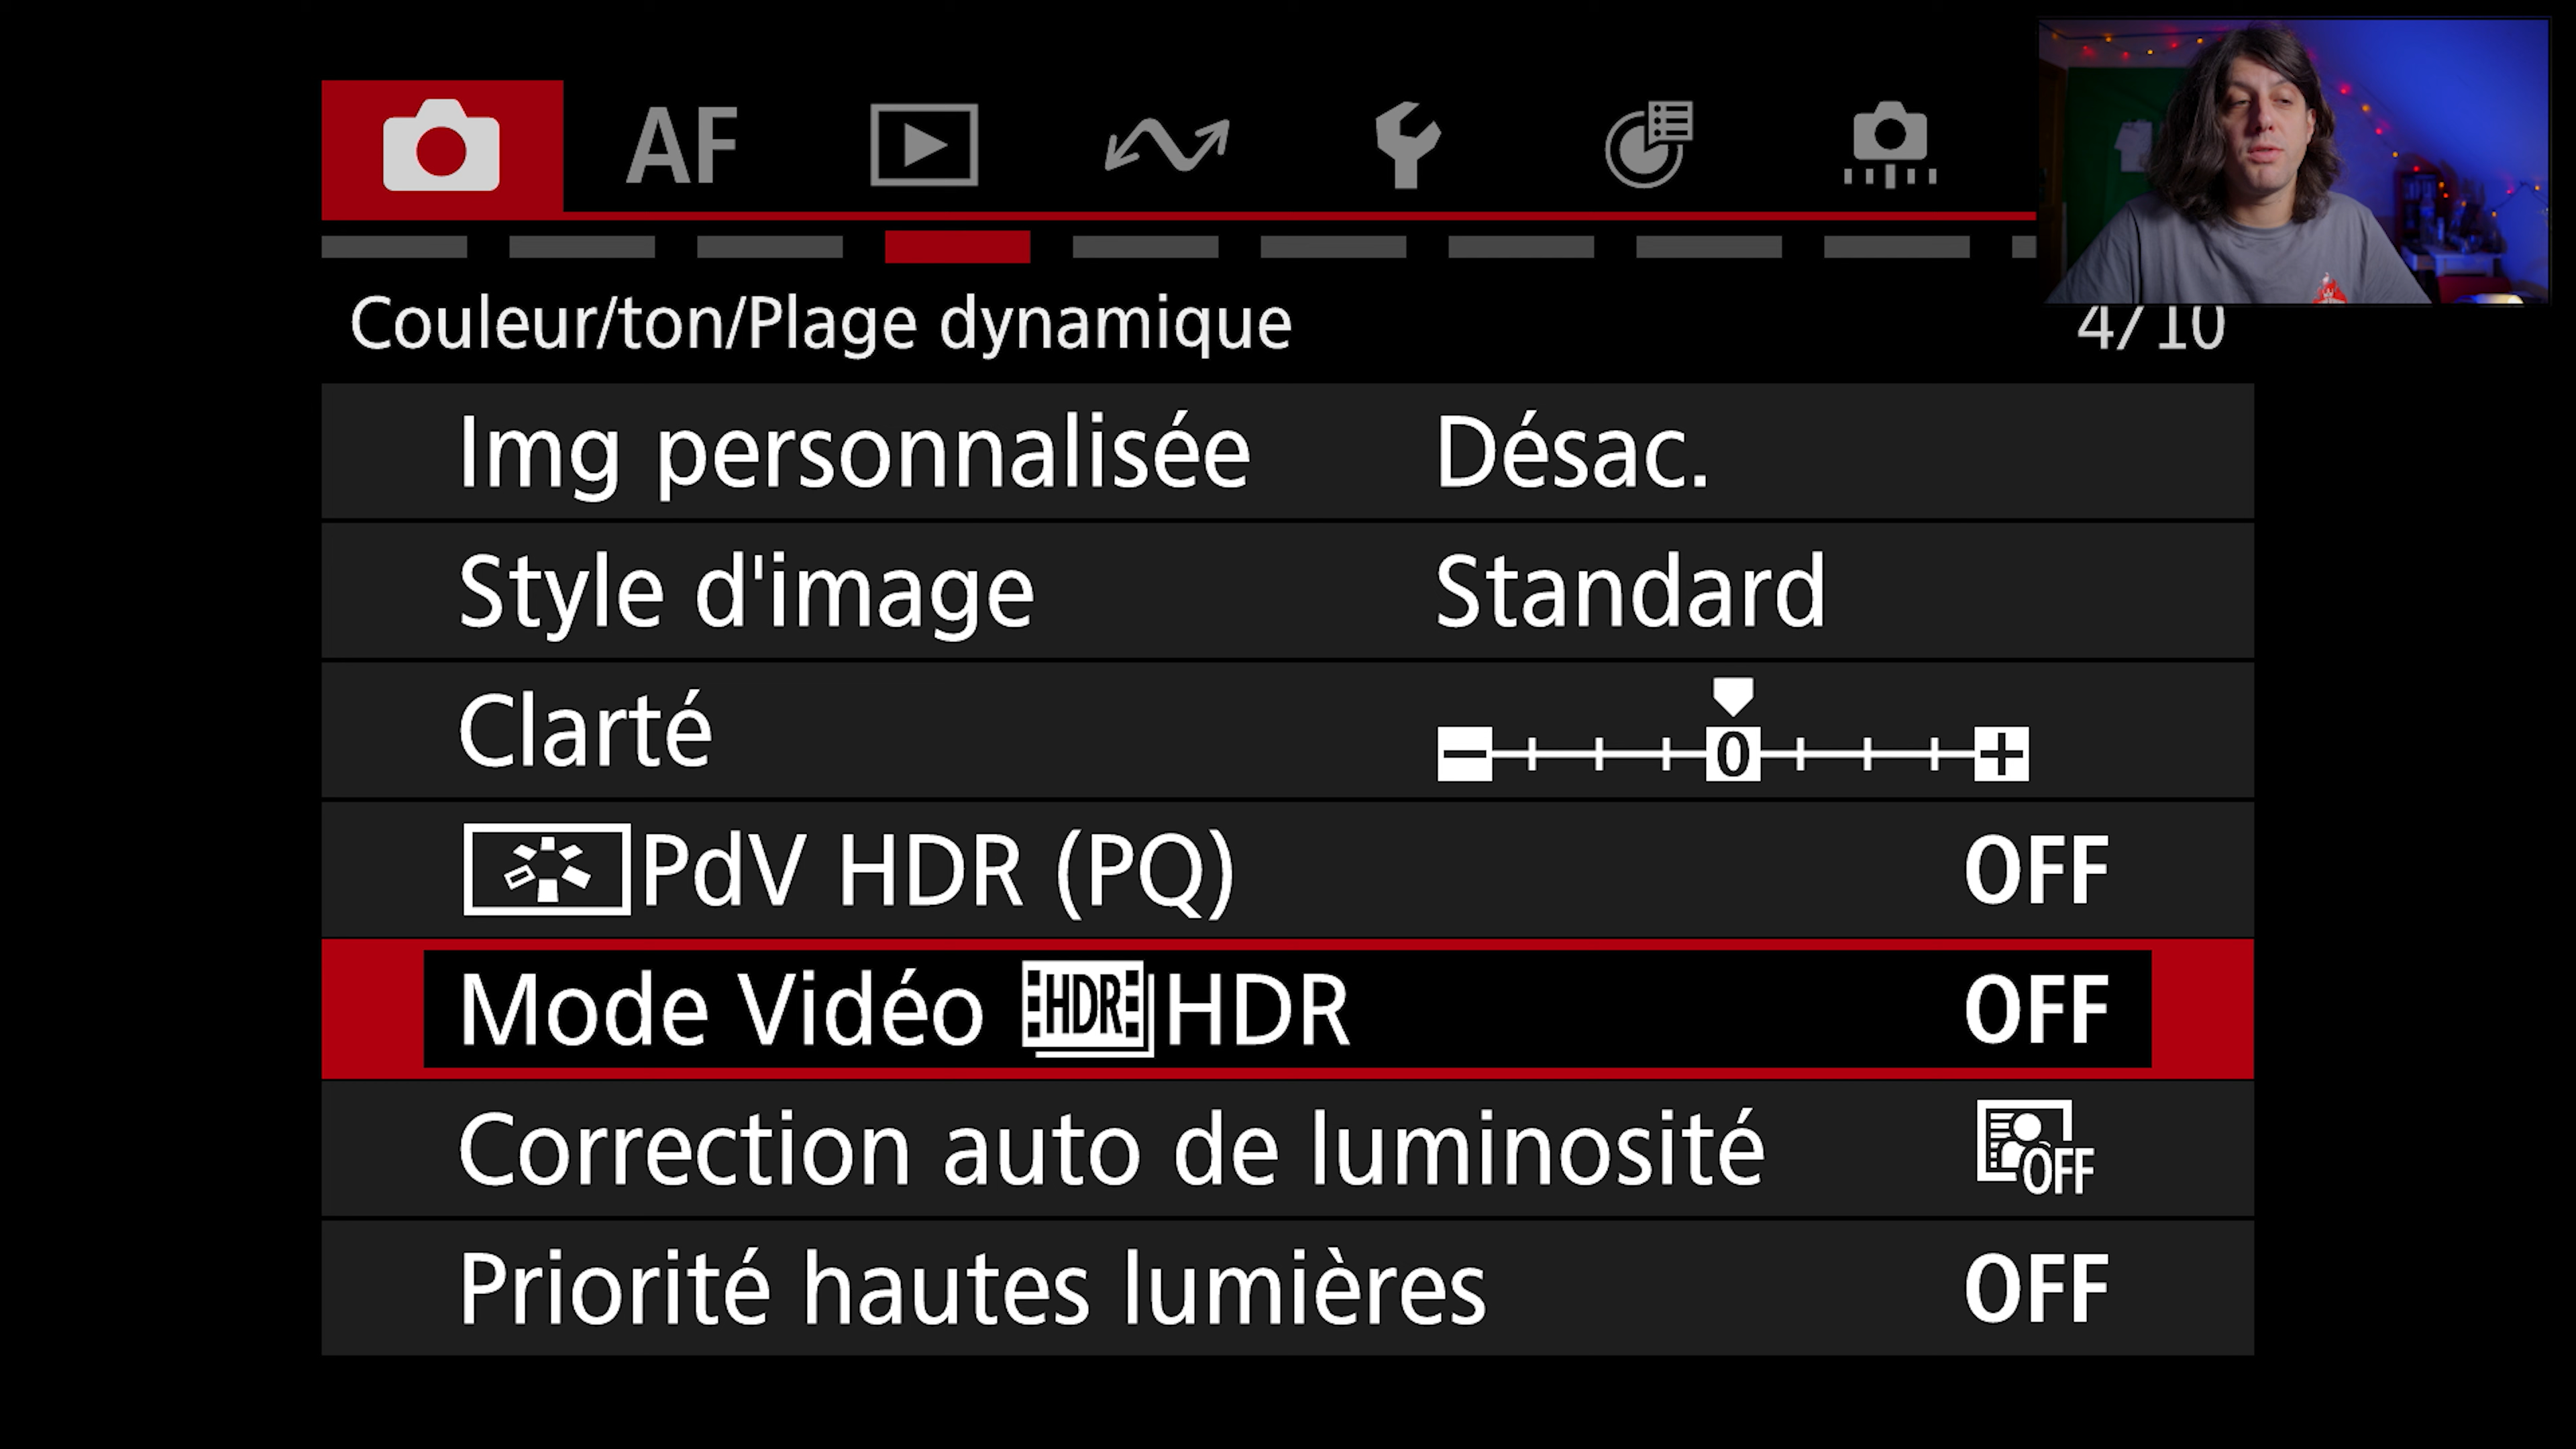 AF
Couleur/ton/Plage dynamique 4/10
Img personnalisée Désac.
Style d'image Standard
Clarté 0
PdV HDR (PQ) OFF
Mode Vidéo HDR HDR OFF
Correction auto de luminosité OFF
Priorité hautes lumières OFF